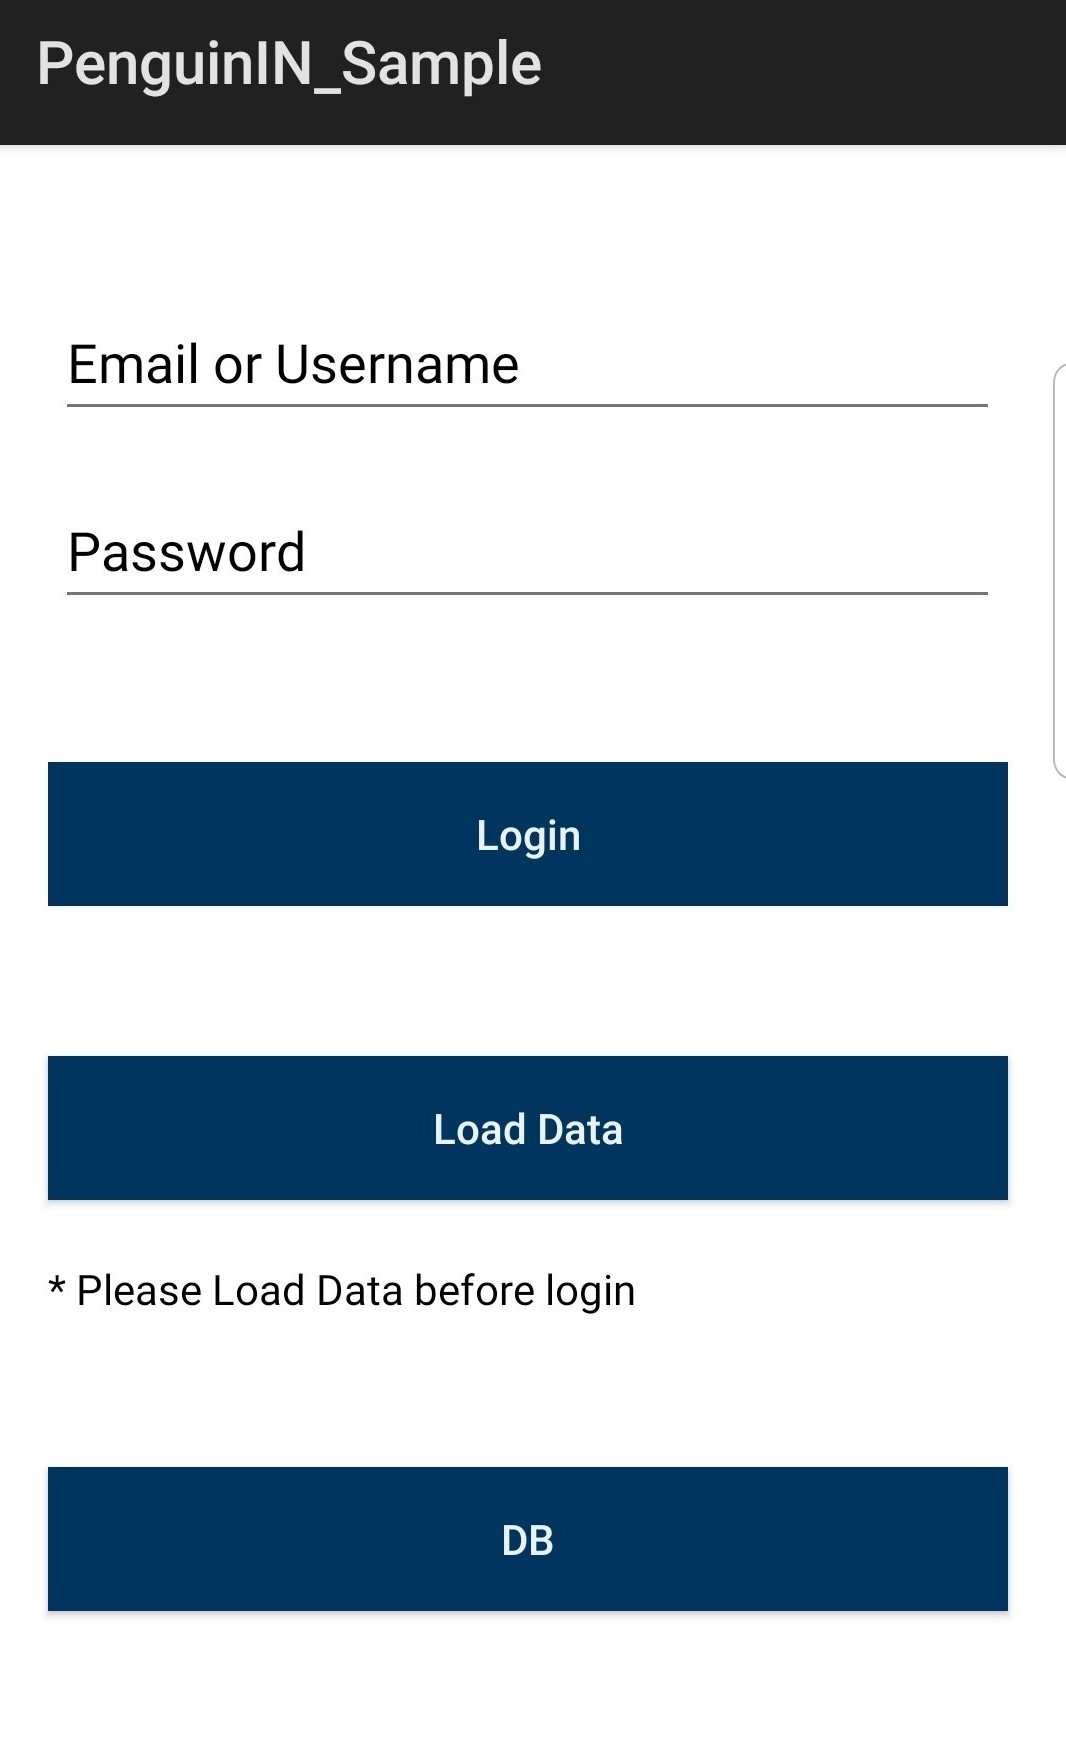 PenguinIN_Sample
Email or Username
Password
Login
Load Data
* Please Load Data before login
DB